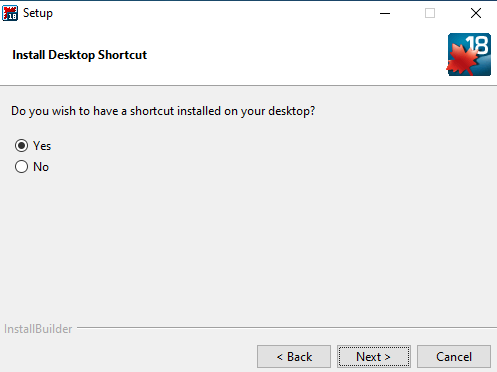 Setup
Install Desktop Shortcut
18
Do you wish to have a shortcut installed on your desktop?
Yes
No
InstallBuilder
< Back
Next >
Cancel